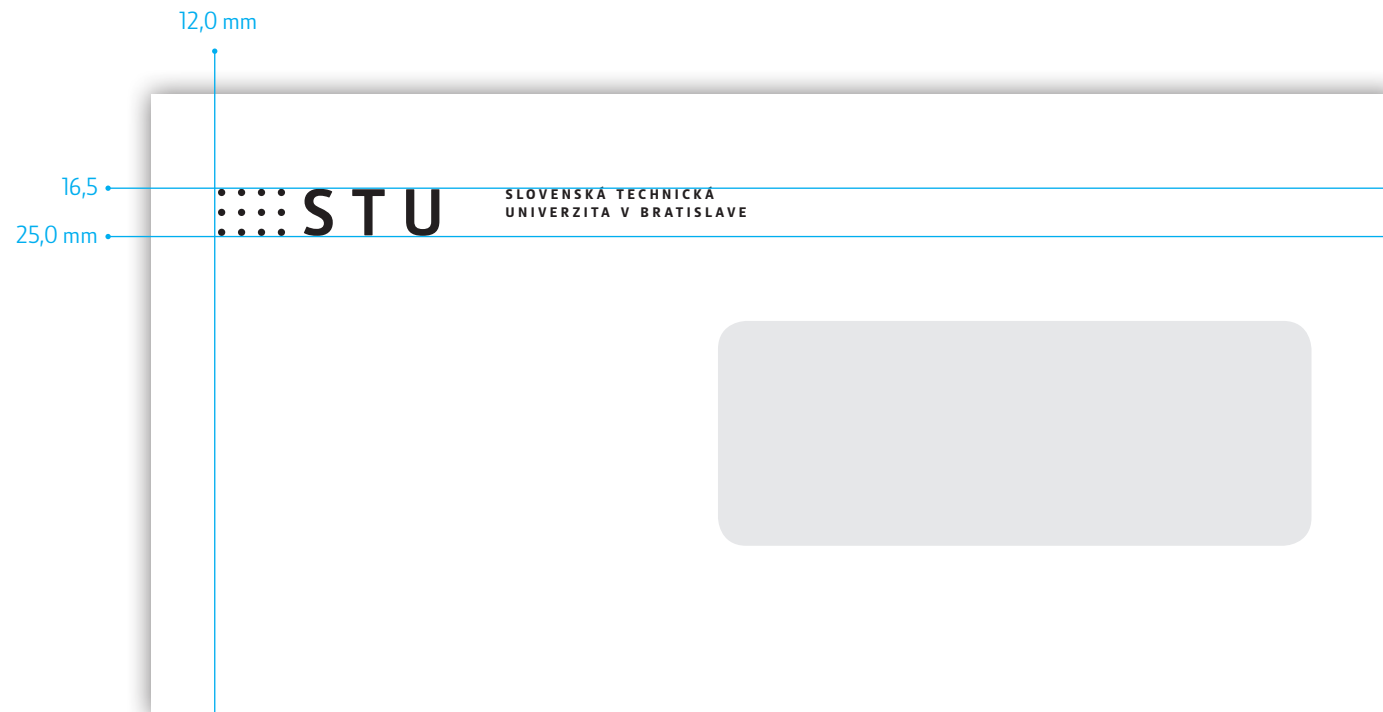 12,0 mm
16,5
25,0 mm
STU
SLOVENSKÁ TECHNICKÁ
UNIVERZITA V BRATISLAVE